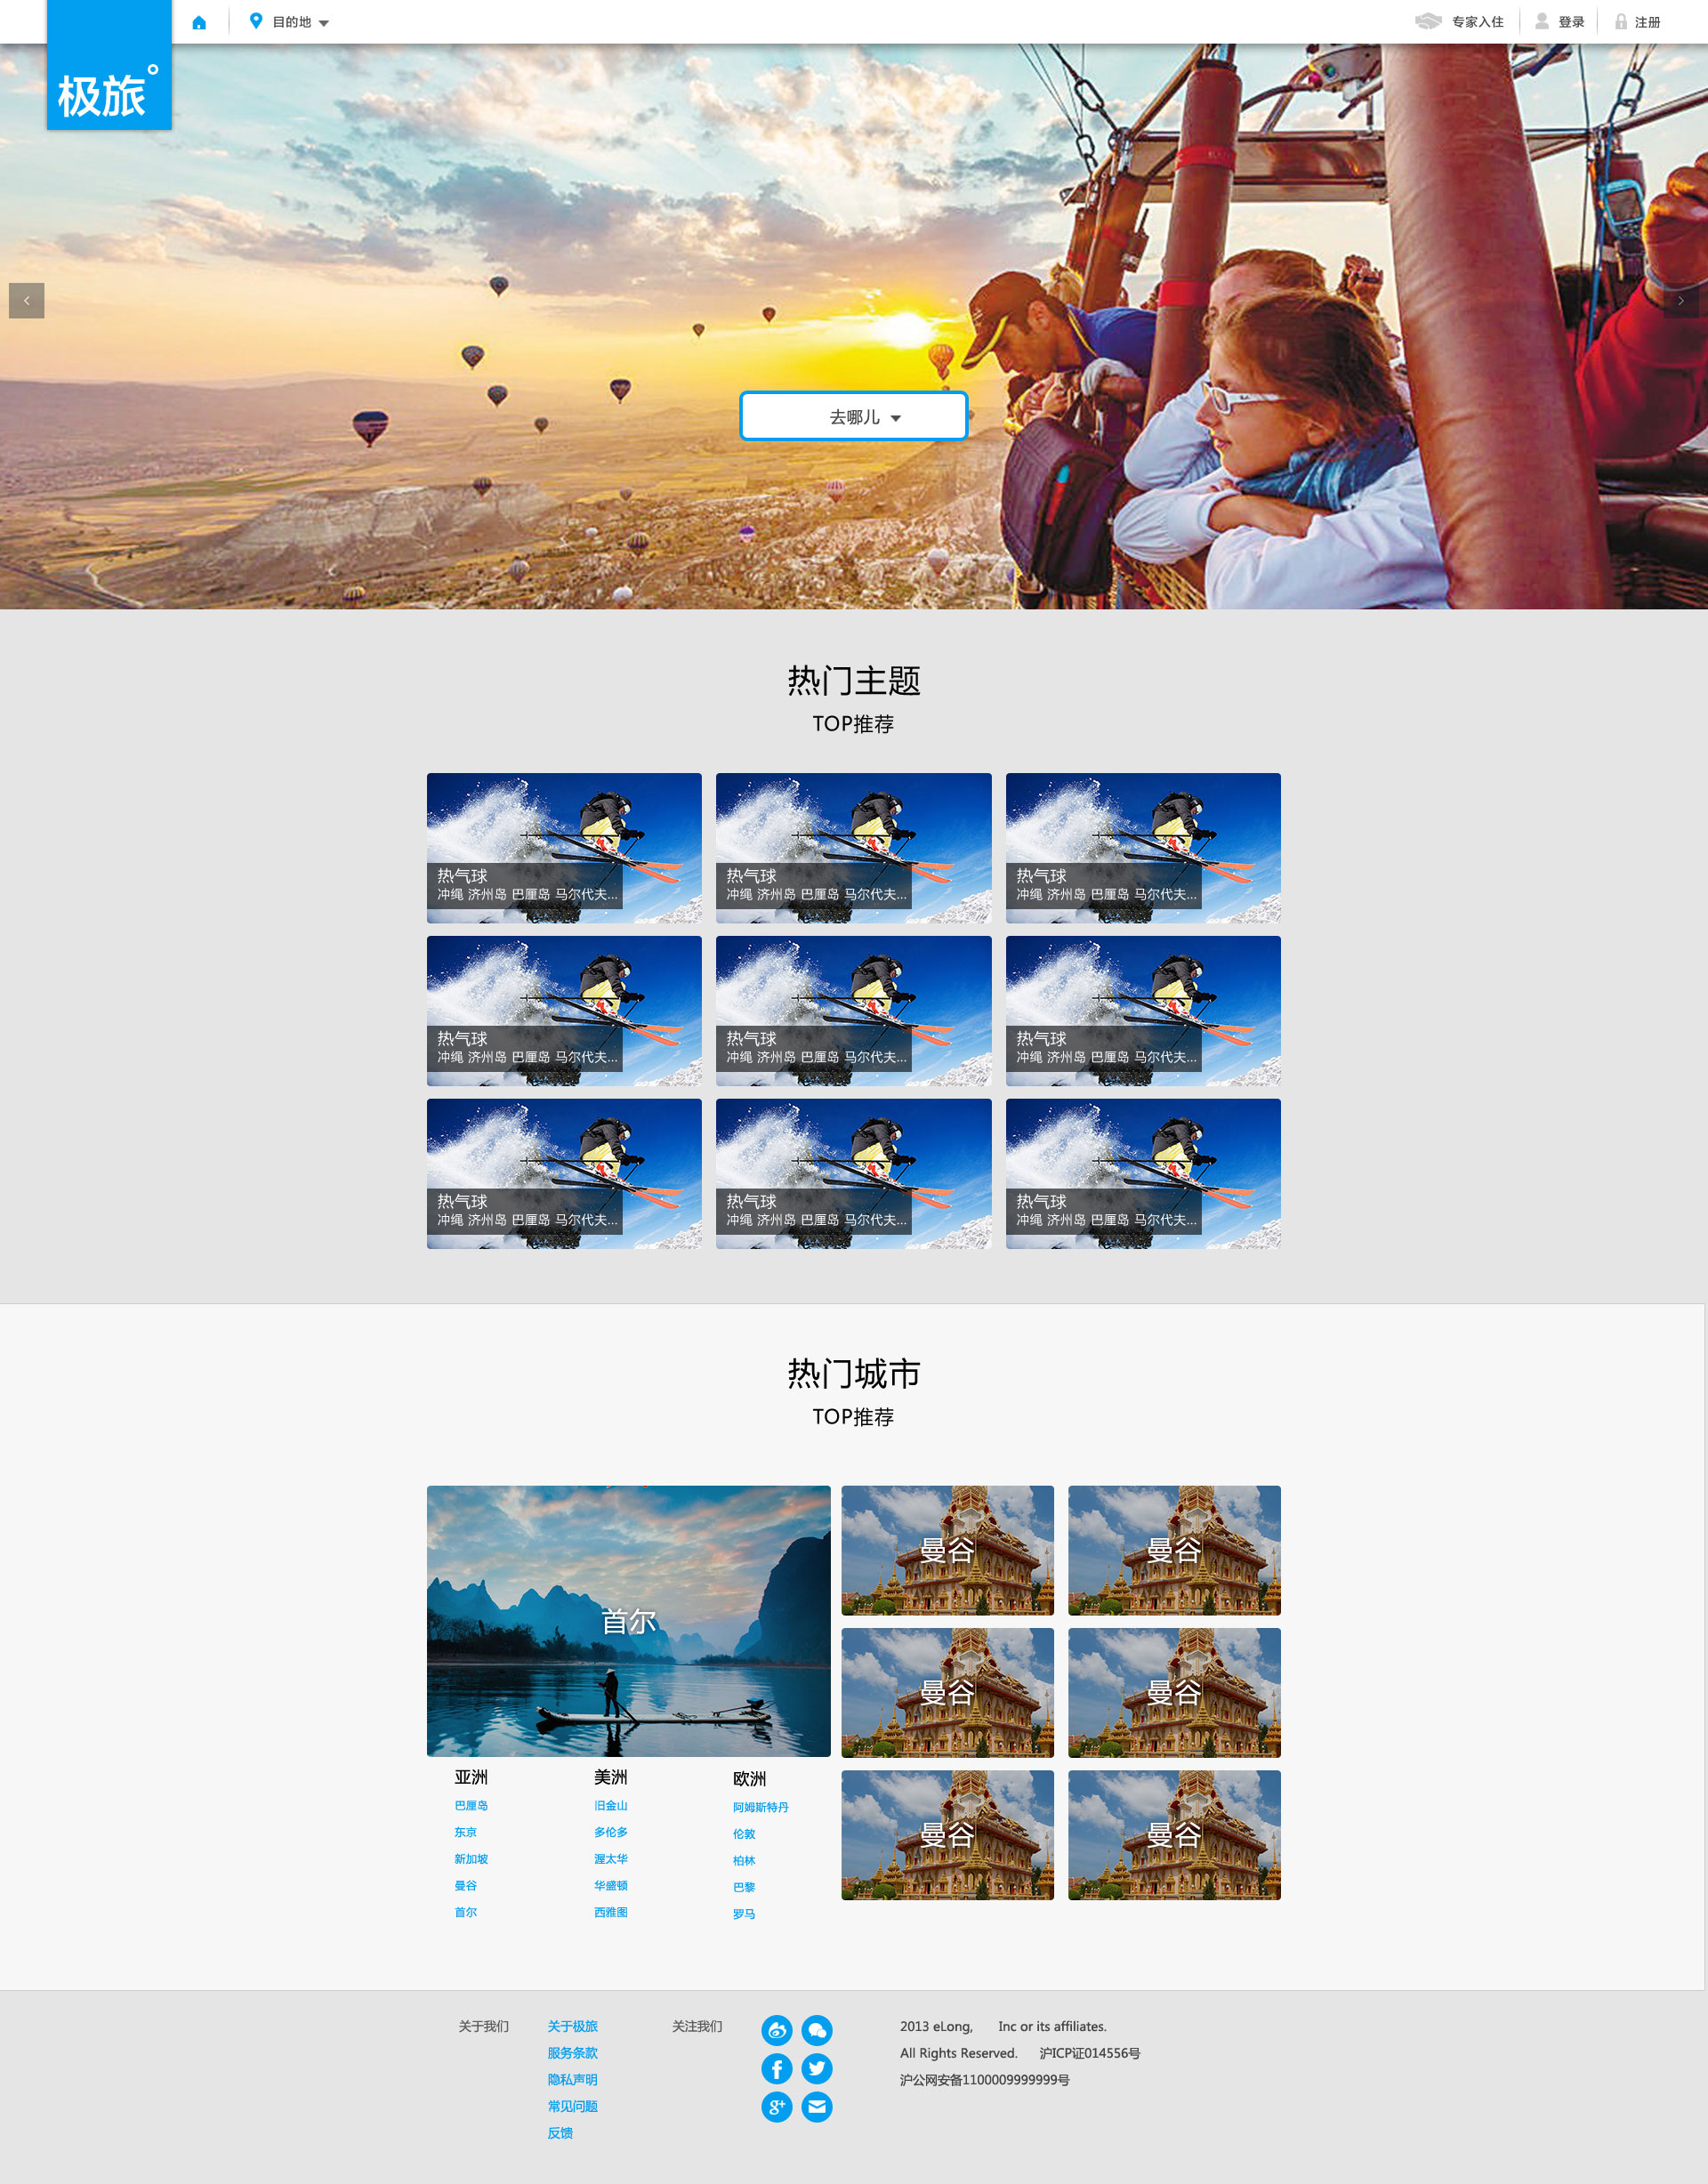 目的地
专家入住
登录
注册
极旅°
去哪儿
热门主题
TOP推荐
热气球
冲绳 济州岛 巴厘岛 马尔代夫...
热气球
冲绳 济州岛 巴厘岛 马尔代夫...
热气球
冲绳 济州岛 巴厘岛 马尔代夫...
热气球
冲绳 济州岛 巴厘岛 马尔代夫...
热气球
冲绳 济州岛 巴厘岛 马尔代夫...
热气球
冲绳 济州岛 巴厘岛 马尔代夫...
热气球
冲绳 济州岛 巴厘岛 马尔代夫...
热气球
冲绳 济州岛 巴厘岛 马尔代夫...
热气球
冲绳 济州岛 巴厘岛 马尔代夫...
热门城市
TOP推荐
首尔
曼谷
曼谷
曼谷
曼谷
曼谷
曼谷
亚洲
巴厘岛
东京
新加坡
曼谷
首尔
美洲
旧金山
多伦多
渥太华
华盛顿
西雅图
欧洲
阿姆斯特丹
伦敦
柏林
巴黎
罗马
关于我们
关于极旅
服务条款
隐私声明
常见问题
反馈
关注我们
2013 eLong, Inc or its affiliates.
All Rights Reserved. 沪ICP证014556号
沪公网安备1100009999999号